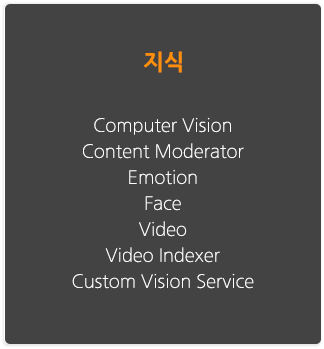 지식
Computer Vision
Content Moderator
Emotion
Face
Video
Video Indexer
Custom Vision Service